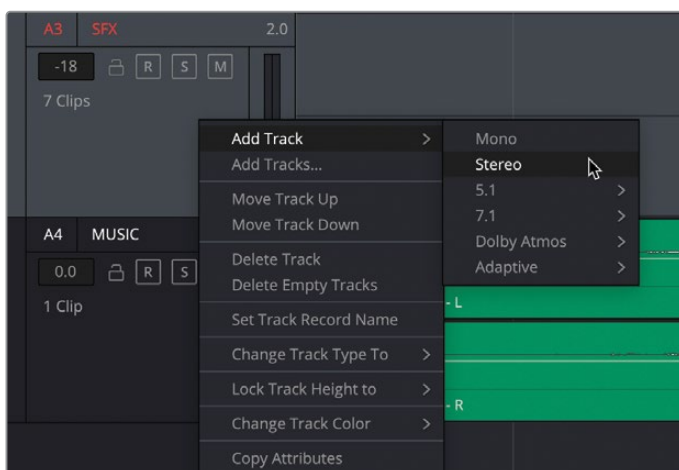 A3 SFX 2.0
-18 R S M
7 Clips
Add Track
Add Tracks...
Move Track Up
Move Track Down
Delete Track
Delete Empty Tracks
Set Track Record Name
Change Track Type To
Lock Track Height to
Change Track Color
Copy Attributes
Mono
Stereo
5.1
7.1
Dolby Atmos
Adaptive
A4 MUSIC
0.0 R S
1 Clip
- L
- R